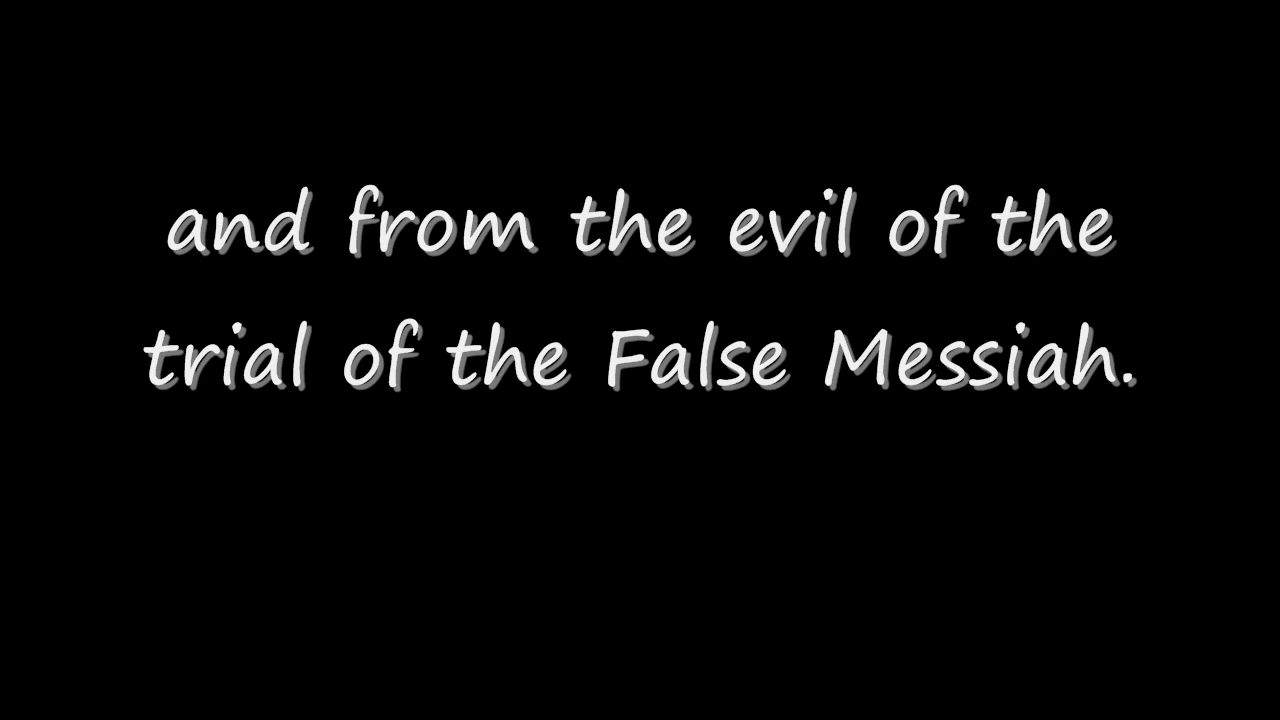 and from the evil of the
trial of the False Messiah.